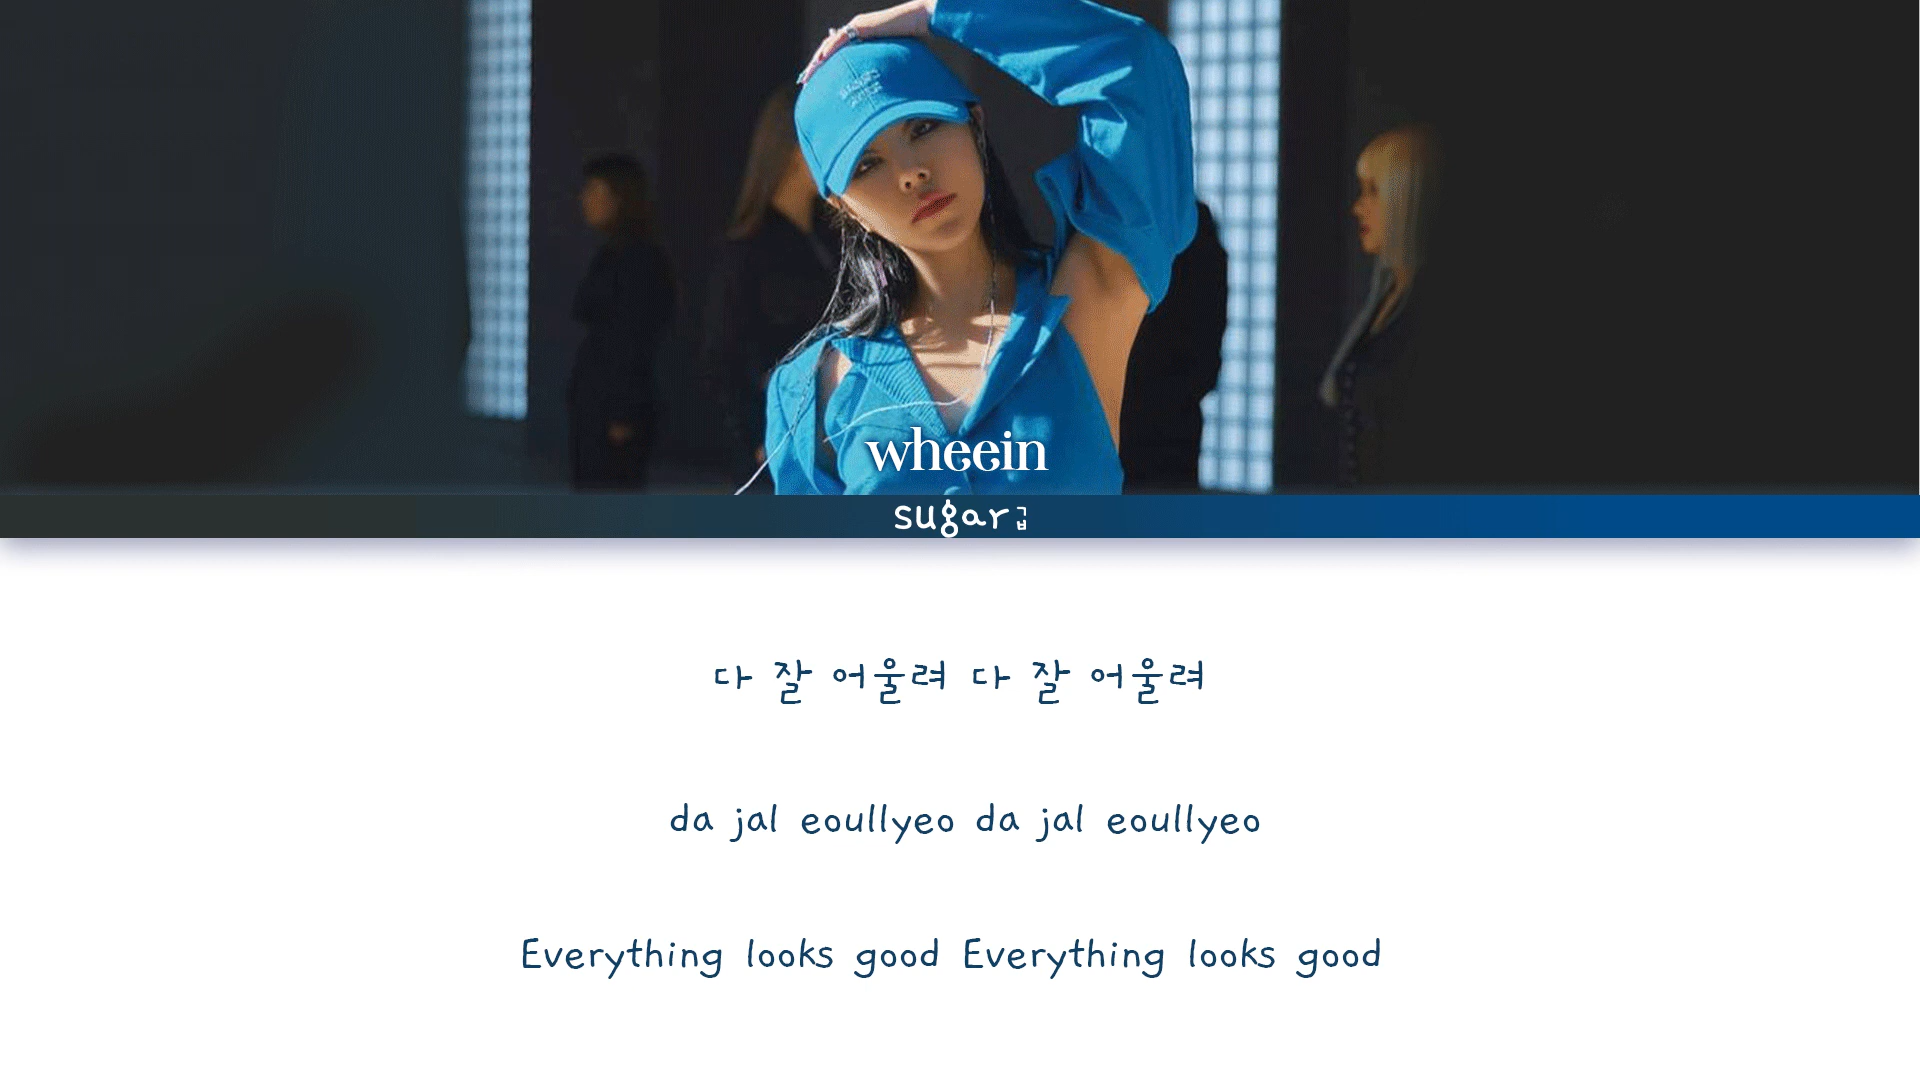 wheein
sugar
다 잘 어울려 다 잘 어울려
da jal eoullyeo da jal eoullyeo
Everything looks good Everything looks good